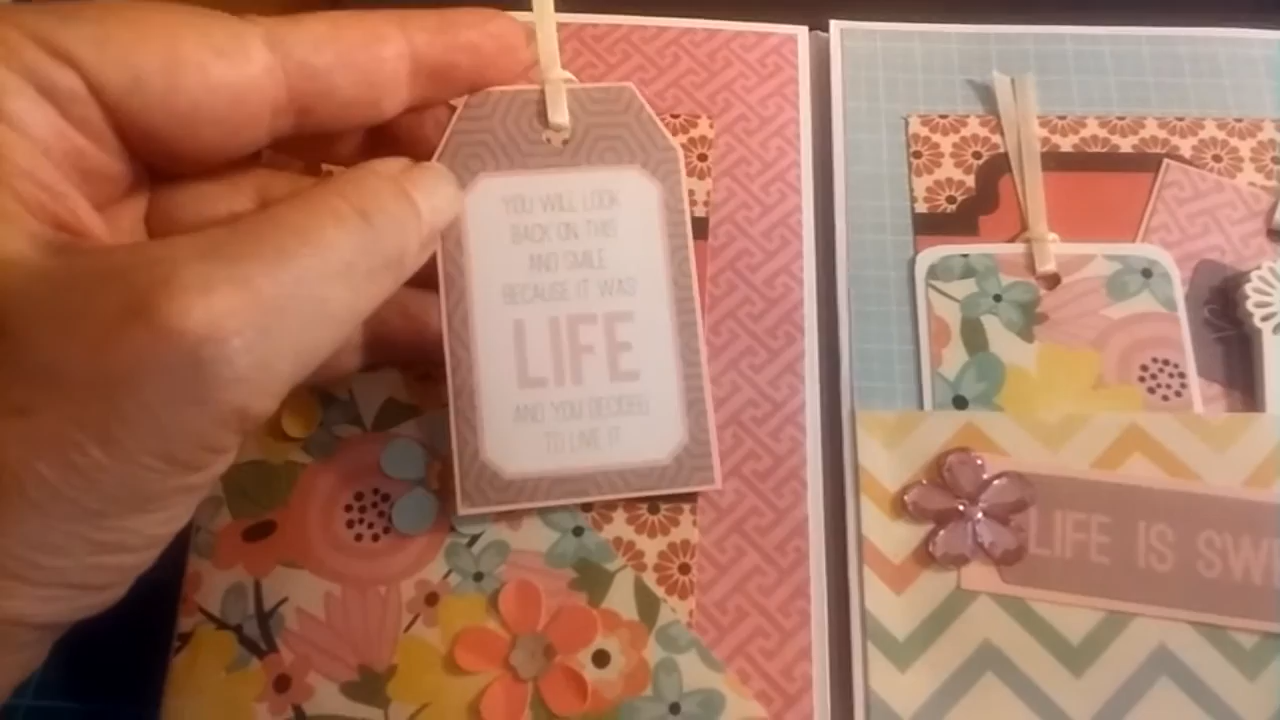 YOU WILL LOOK
BACK ON THIS
AND SMILE
BECAUSE IT WAS
LIFE
AND YOU DECIDED
TO LIVE IT
LIFE IS SWE